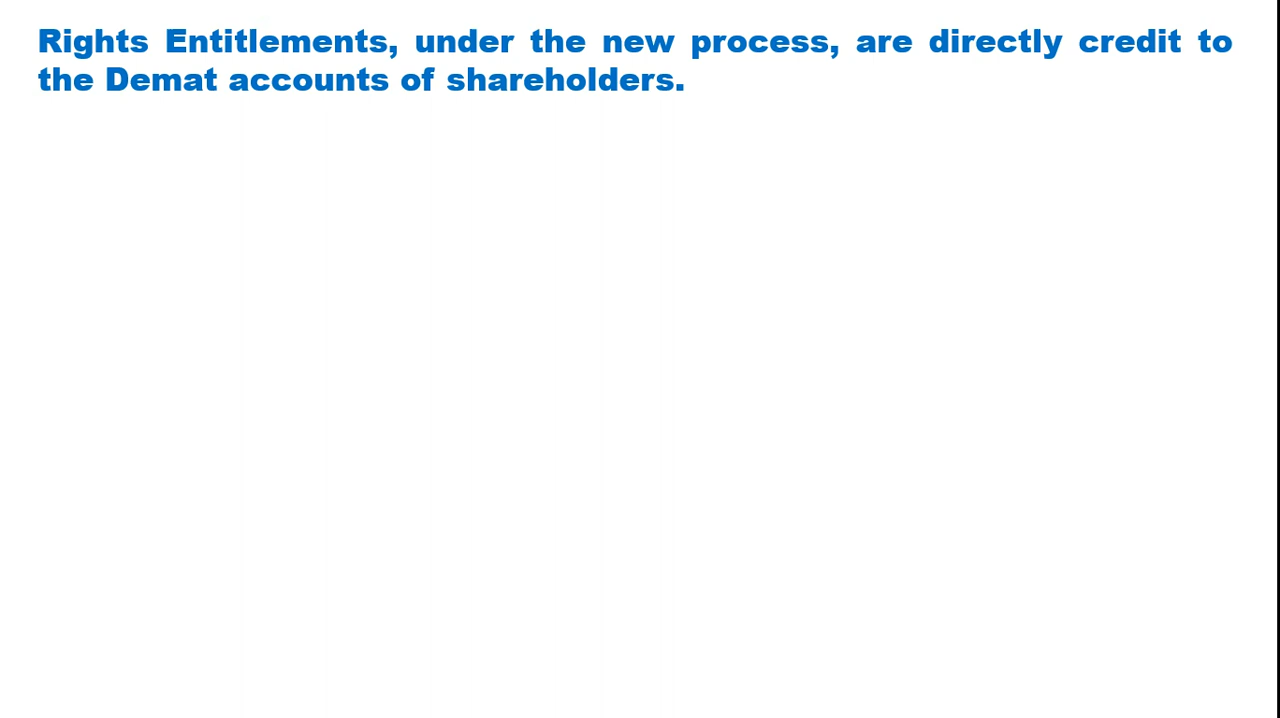 Rights Entitlements, under the new process, are directly credit to
the Demat accounts of shareholders.